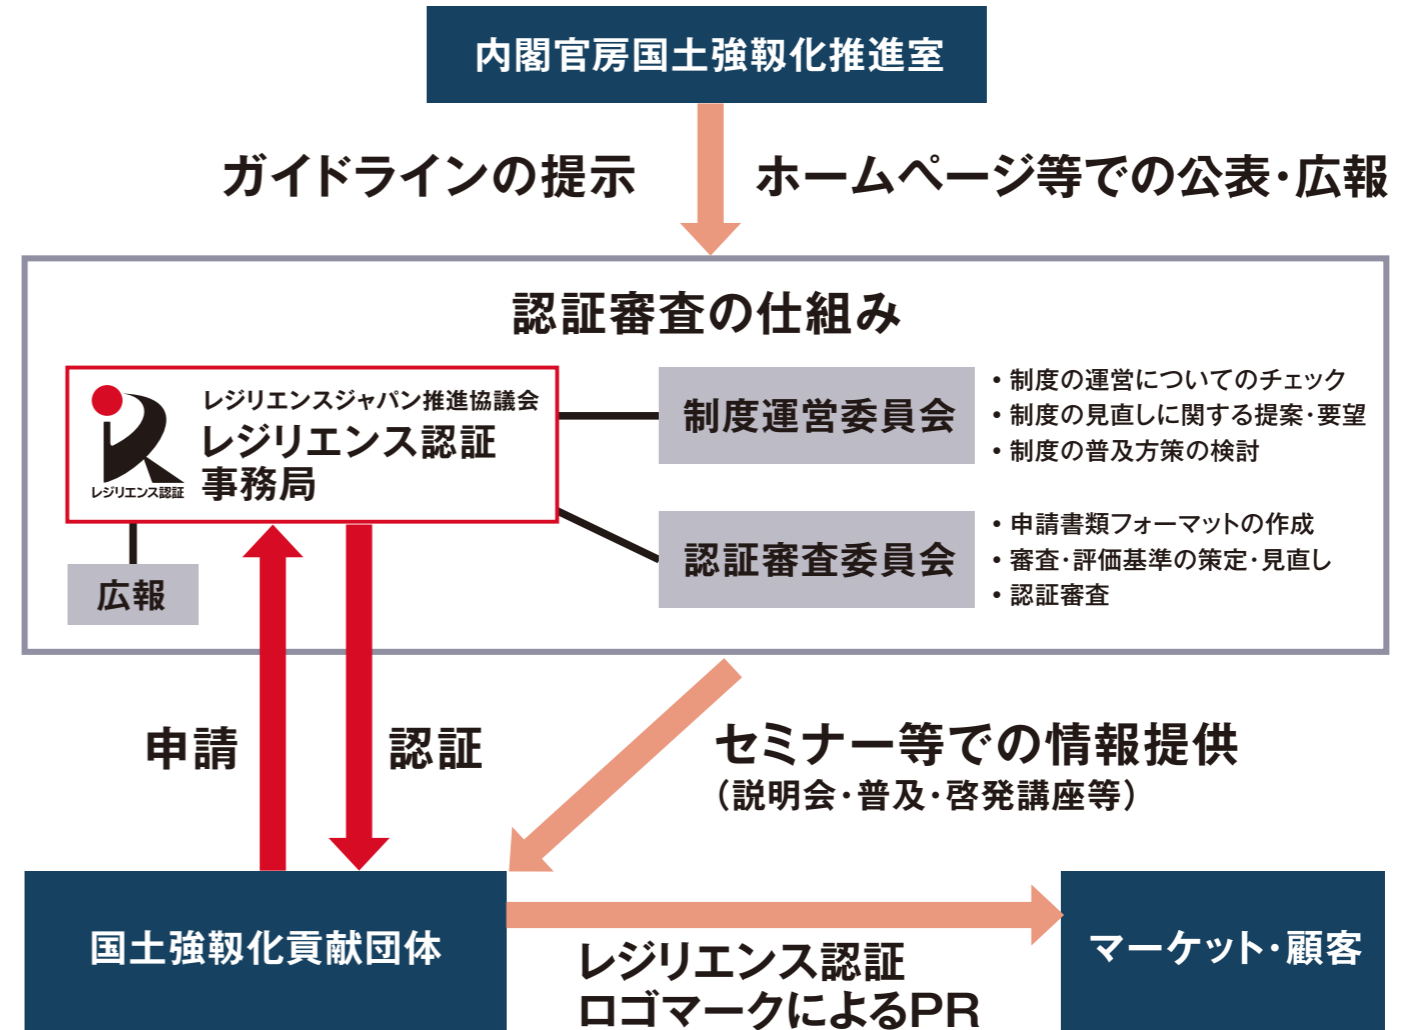 内閣官房国土強靱化推進室
ガイドラインの提示
ホームページ等での公表・広報
認証審査の仕組み
レジリエンス認証
レジリエンスジャパン推進協議会
レジリエンス認証
事務局
広報
制度運営委員会
・制度の運営についてのチェック
・制度の見直しに関する提案・要望
・制度の普及方策の検討
認証審査委員会
・申請書類フォーマットの作成
・審査・評価基準の策定・見直し
・認証審査
申請
認証
セミナー等での情報提供
（説明会・普及・啓発講座等）
国土強靱化貢献団体
レジリエンス認証
ロゴマークによるPR
マーケット・顧客